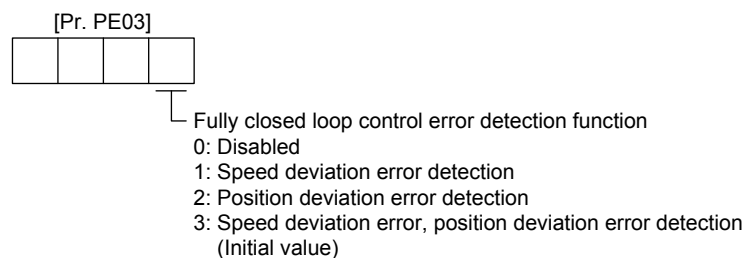 [Pr. PE03]
Fully closed loop control error detection function
0: Disabled
1: Speed deviation error detection
2: Position deviation error detection
3: Speed deviation error, position deviation error detection
(Initial value)